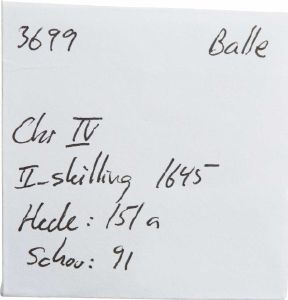 3699 Balle
Chr IV
II-skilling 1645
Hede: 151a
Schou: 91